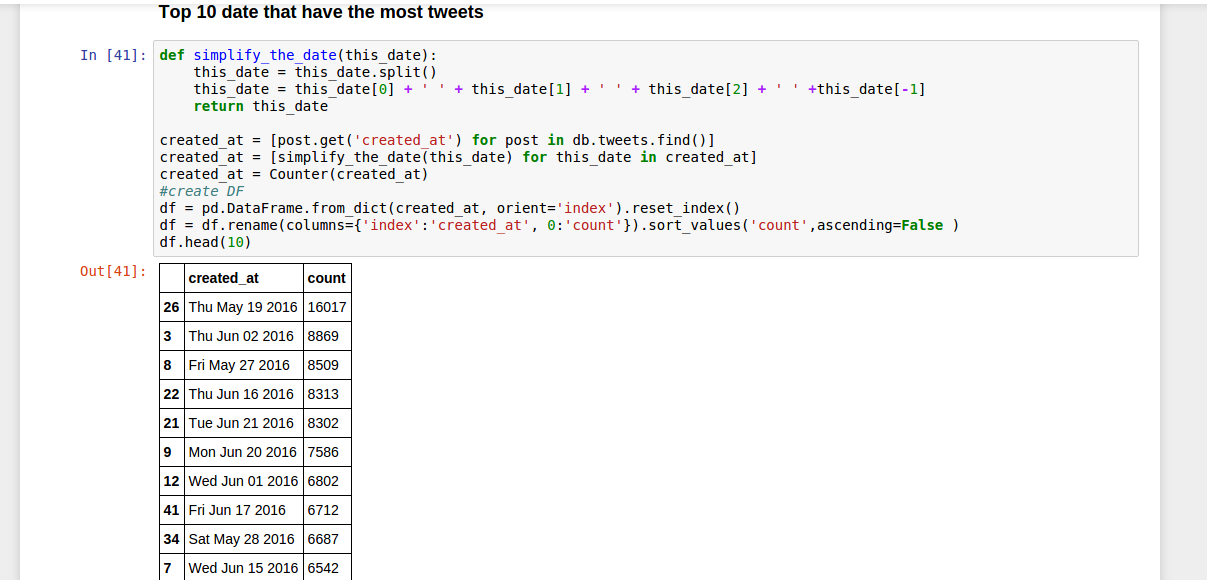 Top 10 date that have the most tweets
In [41]: def simplify_the_date(this_date):
    this_date = this_date.split()
    this_date = this_date[0] + ' ' + this_date[1] + ' ' + this_date[2] + ' ' +this_date[-1]
    return this_date
created_at = [post.get('created_at') for post in db.tweets.find()]
created_at = [simplify_the_date(this_date) for this_date in created_at]
created_at = Counter(created_at)
#create DF
df = pd.DataFrame.from_dict(created_at, orient='index').reset_index()
df = df.rename(columns={'index':'created_at', 0:'count'}).sort_values('count',ascending=False )
df.head(10)
Out[41]:
created_at count
26 Thu May 19 2016 16017
3 Thu Jun 02 2016 8869
8 Fri May 27 2016 8509
22 Thu Jun 16 2016 8313
21 Tue Jun 21 2016 8302
9 Mon Jun 20 2016 7586
12 Wed Jun 01 2016 6802
41 Fri Jun 17 2016 6712
34 Sat May 28 2016 6687
7 Wed Jun 15 2016 6542